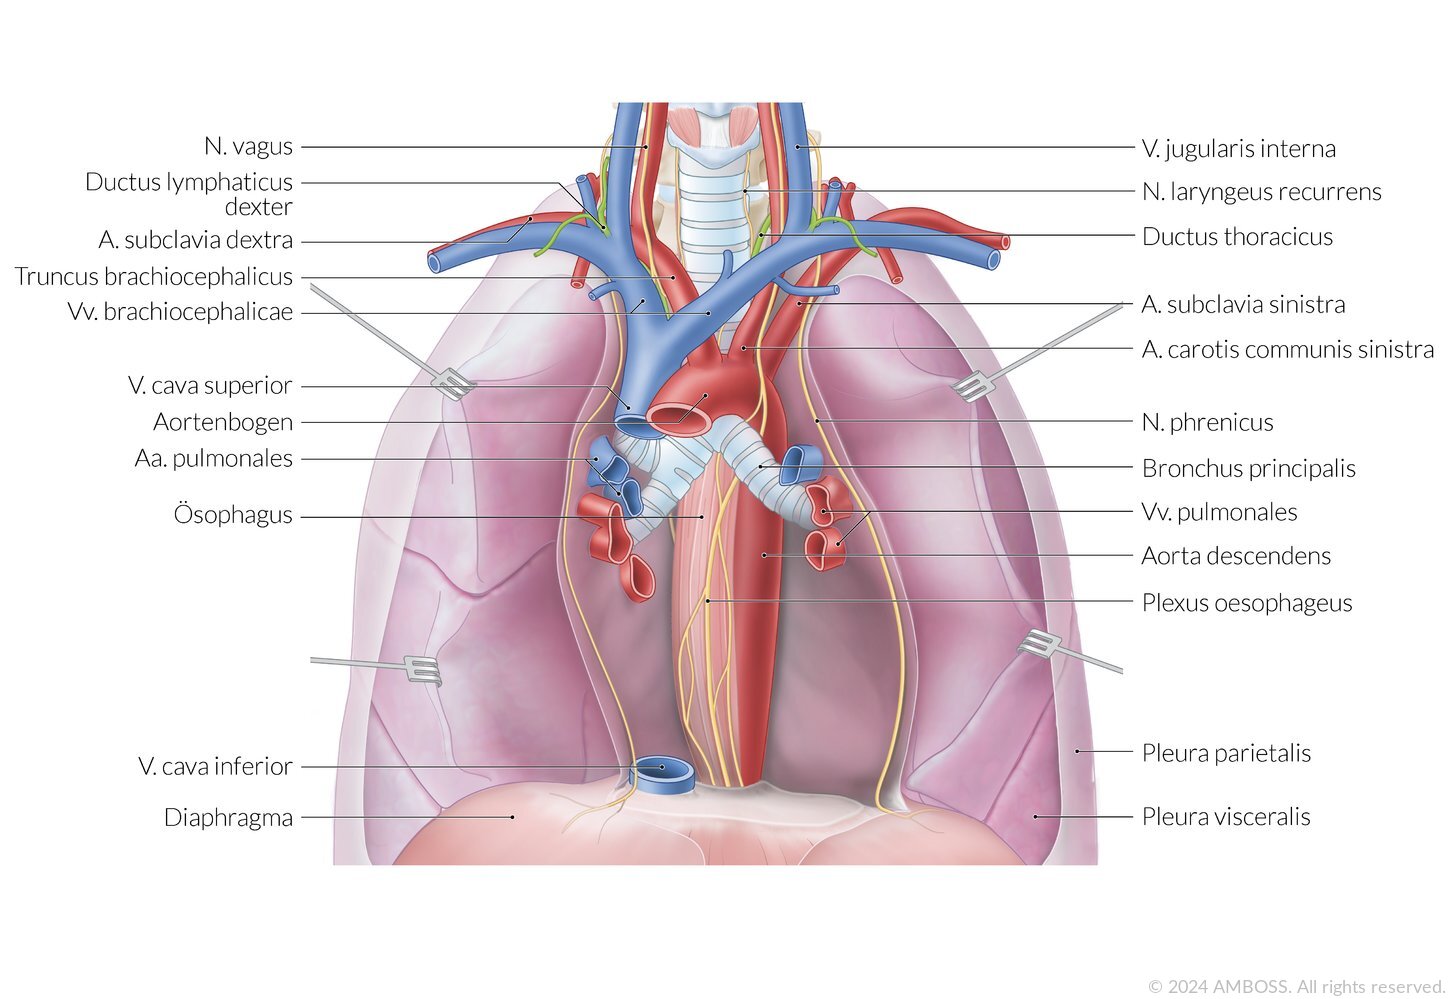 N. vagus
Ductus lymphaticus
dexter
A. subclavia dextra
Truncus brachiocephalicus
Vv. brachiocephalicae
V. cava superior
Aortenbogen
Aa. pulmonales
Ösophagus
V. cava inferior
Diaphragma
V. jugularis interna
N. laryngeus recurrens
Ductus thoracicus
A. subclavia sinistra
A. carotis communis sinistra
N. phrenicus
Bronchus principalis
Vv. pulmonales
Aorta descendens
Plexus oesophageus
Pleura parietalis
Pleura visceralis
© 2024 AMBOSS. All rights reserved.